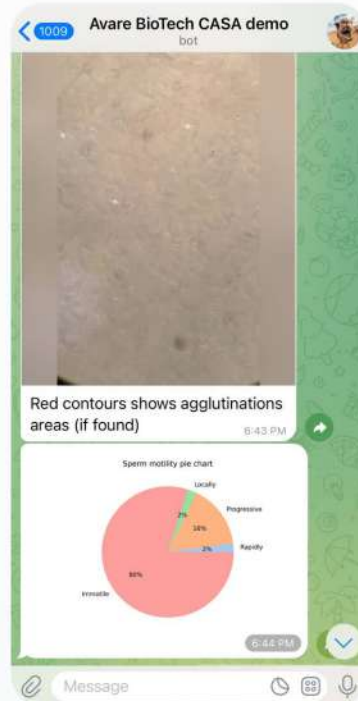 1009
Avare BioTech CASA demo
bot
Red contours shows agglutinations
areas (if found)
6:43 PM
Sperm motility pie chart
Locally
2%
Progressive
16%
Rapidly
2%
80%
Immotile
6:44 PM
Message